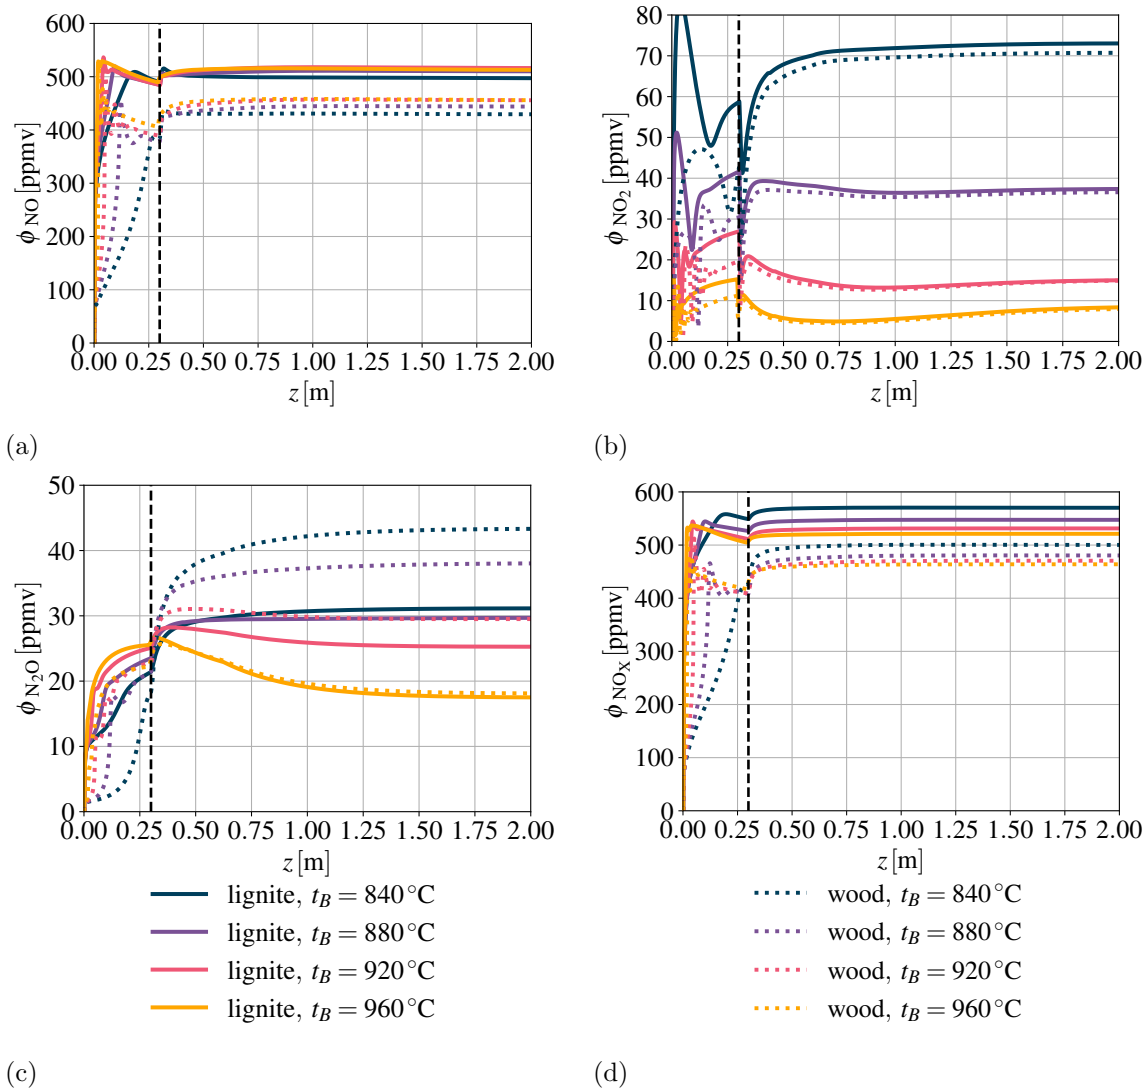 600
500
400
300
200
100
0
ϕ NO [ppmv]
0.00 0.25 0.50 0.75 1.00 1.25 1.50 1.75 2.00
z [m]
(a)
80
70
60
50
40
30
20
10
0
ϕ NO2 [ppmv]
0.00 0.25 0.50 0.75 1.00 1.25 1.50 1.75 2.00
z [m]
(b)
50
40
30
20
10
0
ϕ N2O [ppmv]
0.00 0.25 0.50 0.75 1.00 1.25 1.50 1.75 2.00
z [m]
lignite, tB = 840 °C
lignite, tB = 880 °C
lignite, tB = 920 °C
lignite, tB = 960 °C
(c)
600
500
400
300
200
100
0
ϕ NOX [ppmv]
0.00 0.25 0.50 0.75 1.00 1.25 1.50 1.75 2.00
z [m]
wood, tB = 840 °C
wood, tB = 880 °C
wood, tB = 920 °C
wood, tB = 960 °C
(d)